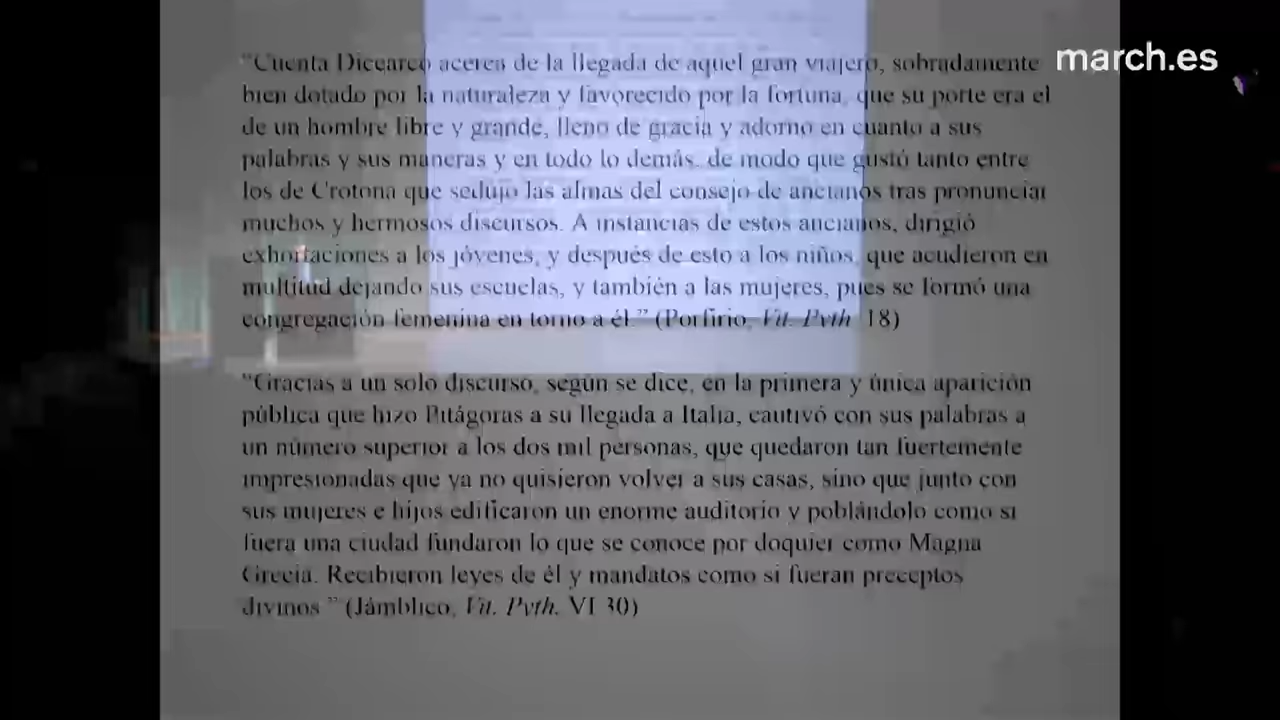 march.es
"Cuenta Dicearco acerca de la llegada de aquel gran viajero, sobradamente
bien dotado por la naturaleza y favorecido por la fortuna, que su porte era el
de un hombre libre y grande, lleno de gracia y adorno en cuanto a sus
palabras y sus maneras y en todo lo demás, de modo que gustó tanto entre
los de Crotona que sedujo las almas del consejo de ancianos tras pronunciar
muchos y hermosos discursos. A instancias de estos ancianos, dirigió
exhortaciones a los jóvenes, y después de esto a los niños, que acudieron en
multitud dejando sus escuelas, y también a las mujeres, pues se formó una
congregación femenina en torno a él." (Porfirio, Vit. Pyth. 18)
"Gracias a un solo discurso, según se dice, en la primera y única aparición
pública que hizo Pitágoras a su llegada a Italia, cautivó con sus palabras a
un número superior a los dos mil personas, que quedaron tan fuertemente
impresionadas que ya no quisieron volver a sus casas, sino que junto con
sus mujeres e hijos edificaron un enorme auditorio y poblándolo como si
fuera una ciudad fundaron lo que se conoce por doquier como Magna
Grecia. Recibieron leyes de él y mandatos como si fueran preceptos
divinos." (Jámblico, Vit. Pyth. VI 30)